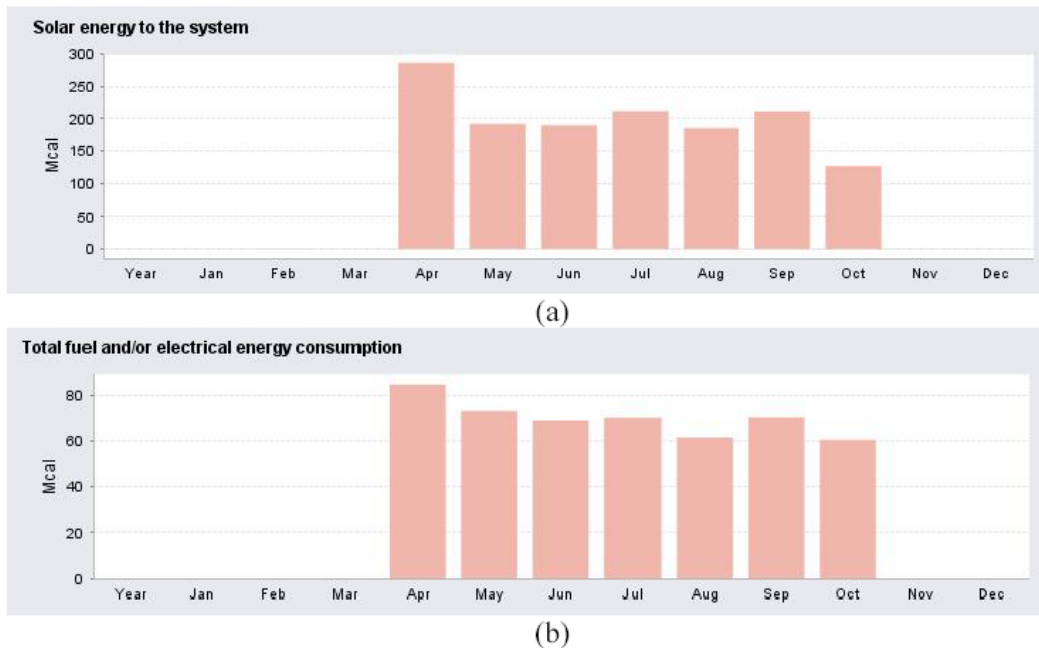 Solar energy to the system
300
250
200
150
100
50
0
Mcal
Year Jan Feb Mar Apr May Jun Jul Aug Sep Oct Nov Dec
(a)
Total fuel and/or electrical energy consumption
80
60
40
20
0
Mcal
Year Jan Feb Mar Apr May Jun Jul Aug Sep Oct Nov Dec
(b)